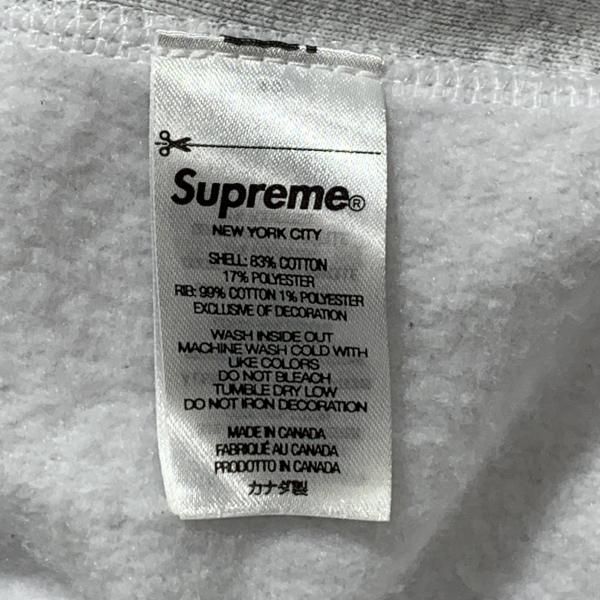 Supreme®
NEW YORK CITY
SHELL: 83% COTTON
17% POLYESTER
RIB: 99% COTTON 1% POLYESTER
EXCLUSIVE OF DECORATION
WASH INSIDE OUT
MACHINE WASH COLD WITH
LIKE COLORS
DO NOT BLEACH
TUMBLE DRY LOW
DO NOT IRON DECORATION
MADE IN CANADA
FABRIQUÉ AU CANADA
PRODOTTO IN CANADA
カナダ製